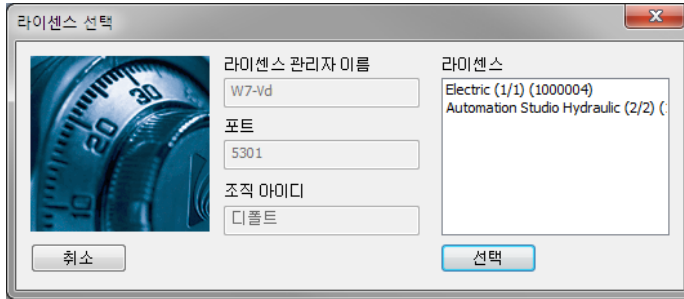 라이센스 선택
라이센스 관리자 이름
W7-Vd
포트
5301
조직 아이디
디폴트
라이센스
Electric (1/1) (1000004)
Automation Studio Hydraulic (2/2) (
취소
선택